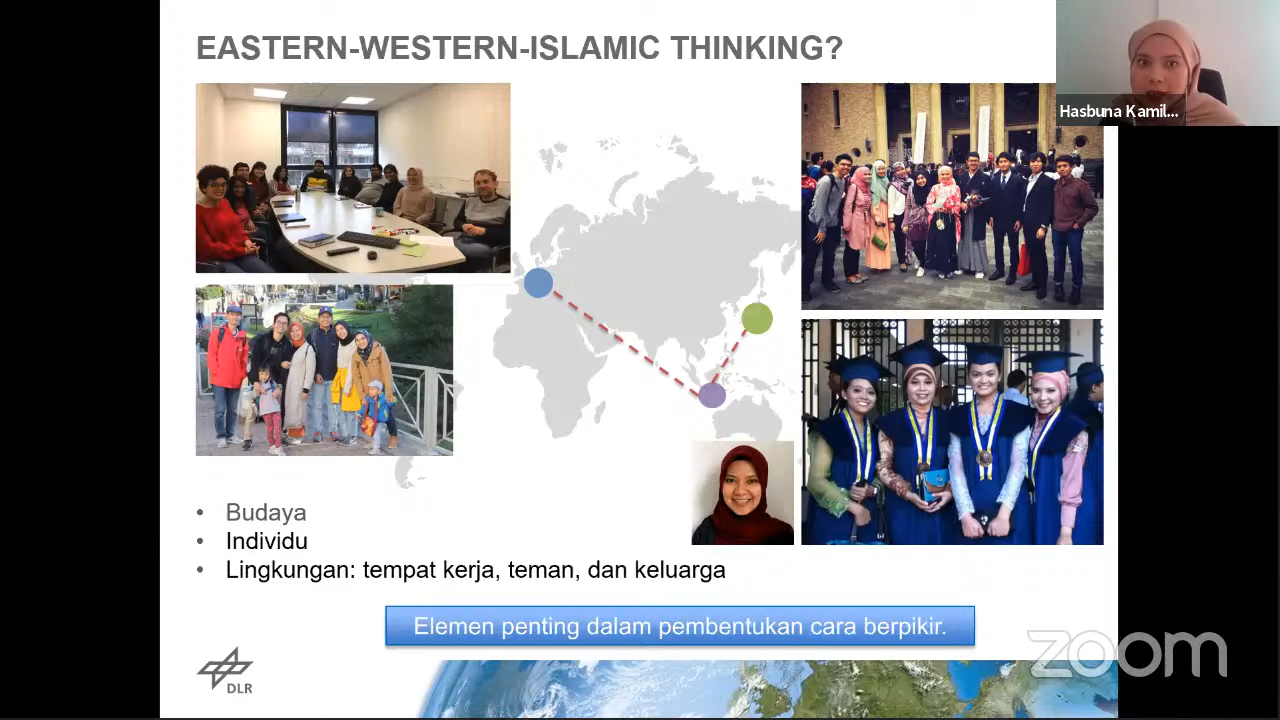 EASTERN-WESTERN-ISLAMIC THINKING?
Hasbuna Kamil...
• Budaya
• Individu
• Lingkungan: tempat kerja, teman, dan keluarga
Elemen penting dalam pembentukan cara berpikir.
DLR
zoom